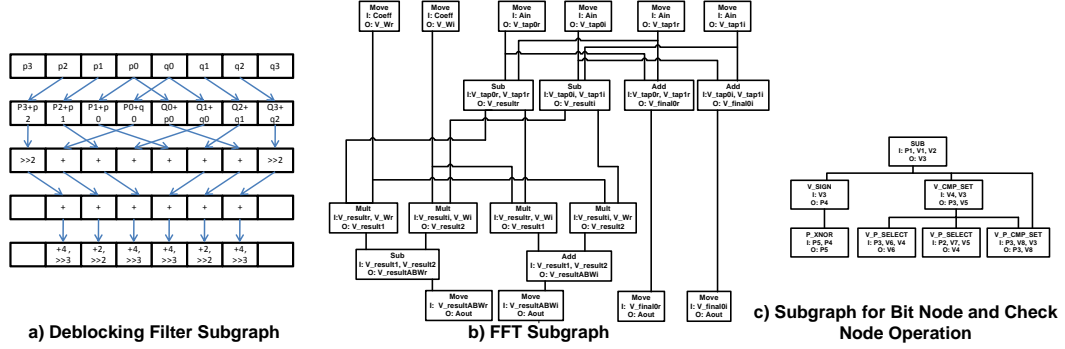 p3 p2 p1 p0 q0 q1 q2 q3
P3+p P2+p P1+p P0+q Q0+ Q1+ Q2+ Q3+
2 1 0 0 p0 q0 q1 q2
>>2 + + + + + + >>2
+ + + + + +
+4, +2, +4, +4, +2, +4,
>>3 >>2 >>3 >>3 >>2 >>3
a) Deblocking Filter Subgraph
Move
I: Coeff
O: V_Wr
Move
I: Coeff
O: V_Wi
Move
I: Ain
O: V_tap0r
Move
I: Ain
O: V_tap0i
Move
I: Ain
O: V_tap1r
Move
I: Ain
O: V_tap1i
Sub
I:V_tap0r, V_tap1r
O: V_resultr
Sub
I:V_tap0i, V_tap1i
O: V_resulti
Add
I:V_tap0r, V_tap1r
O: V_final0r
Add
I:V_tap0i, V_tap1i
O: V_final0i
Mult
I: V_resultr, V_Wr
O: V_result1
Mult
I: V_resulti, V_Wi
O: V_result2
Mult
I: V_resultr, V_Wi
O: V_result1
Mult
I: V_resulti, V_Wr
O: V_result2
Sub
I: V_result1, V_result2
O: V_resultABWr
Add
I: V_result1, V_result2
O: V_resultABWi
Move
I: V_resultABWr
O: Aout
Move
I: V_resultABWi
O: Aout
Move
I: V_final0r
O: Aout
Move
I: V_final0i
O: Aout
b) FFT Subgraph
SUB
I: P1, V1, V2
O: V3
V_SIGN
I: V3
O: P4
V_CMP_SET
I: V4, V3
O: P3, V5
P_XNOR
I: P5, P4
O: P5
V_P_SELECT
I: P3, V6, V4
O: V6
V_P_SELECT
I: P2, V7, V5
O: V4
V_P_CMP_SET
I: P3, V8, V3
O: P3, V8
c) Subgraph for Bit Node and Check
Node Operation